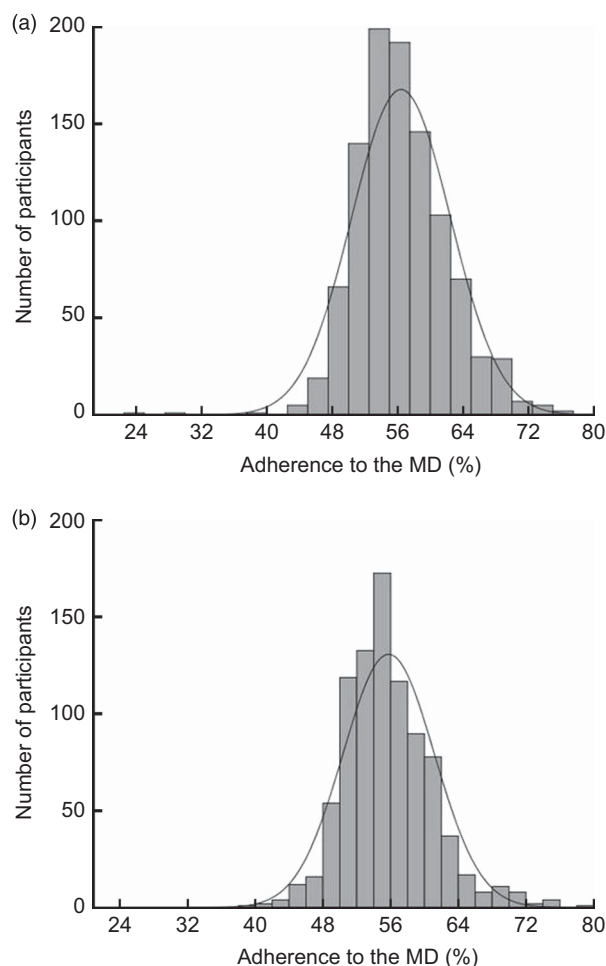 (a)
200
150
100
50
0
Number of participants
24 32 40 48 56 64 72 80
Adherence to the MD (%)
(b)
200
150
100
50
0
Number of participants
24 32 40 48 56 64 72 80
Adherence to the MD (%)